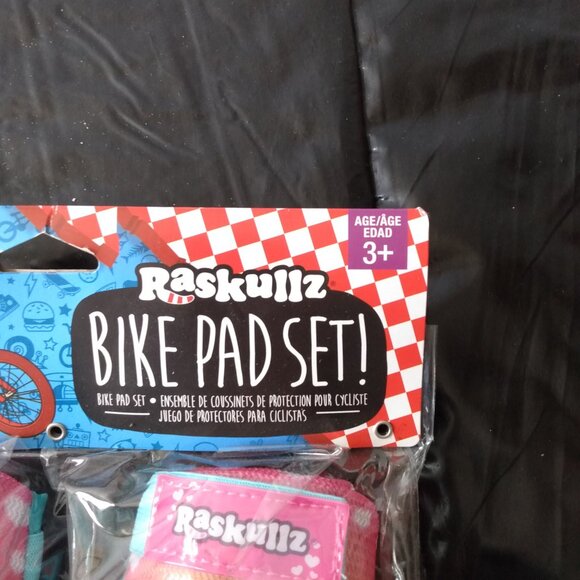 AGE/ÂGE
EDAD
3+
Raskullz
BIKE PAD SET!
BIKE PAD SET • ENSEMBLE DE COUSSINETS DE PROTECTION POUR CYCLISTE
JUEGO DE PROTECTORES PARA CICLISTAS
Raskullz